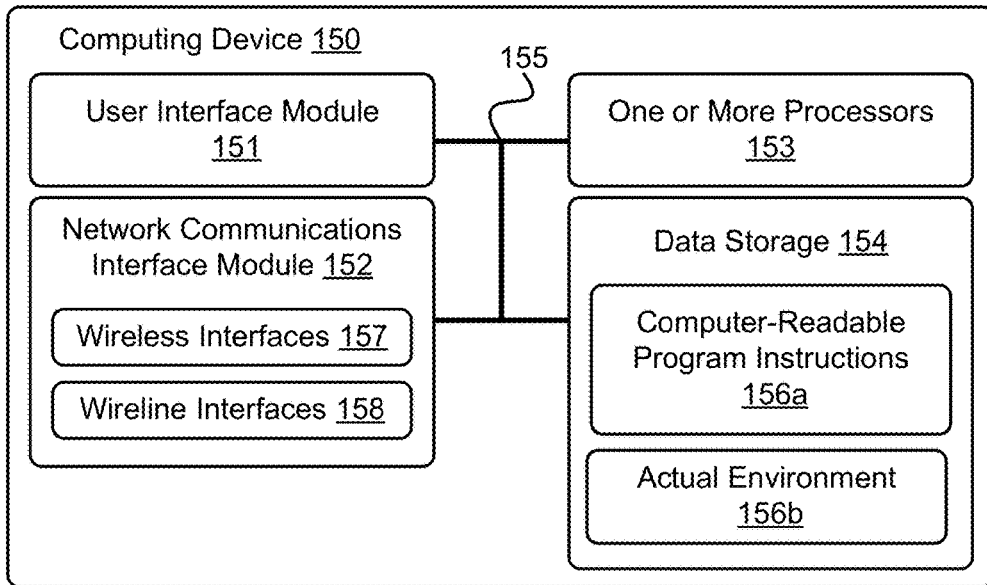 Computing Device 150
155
User Interface Module
151
One or More Processors
153
Network Communications
Interface Module 152
Wireless Interfaces 157
Wireline Interfaces 158
Data Storage 154
Computer-Readable
Program Instructions
156a
Actual Environment
156b